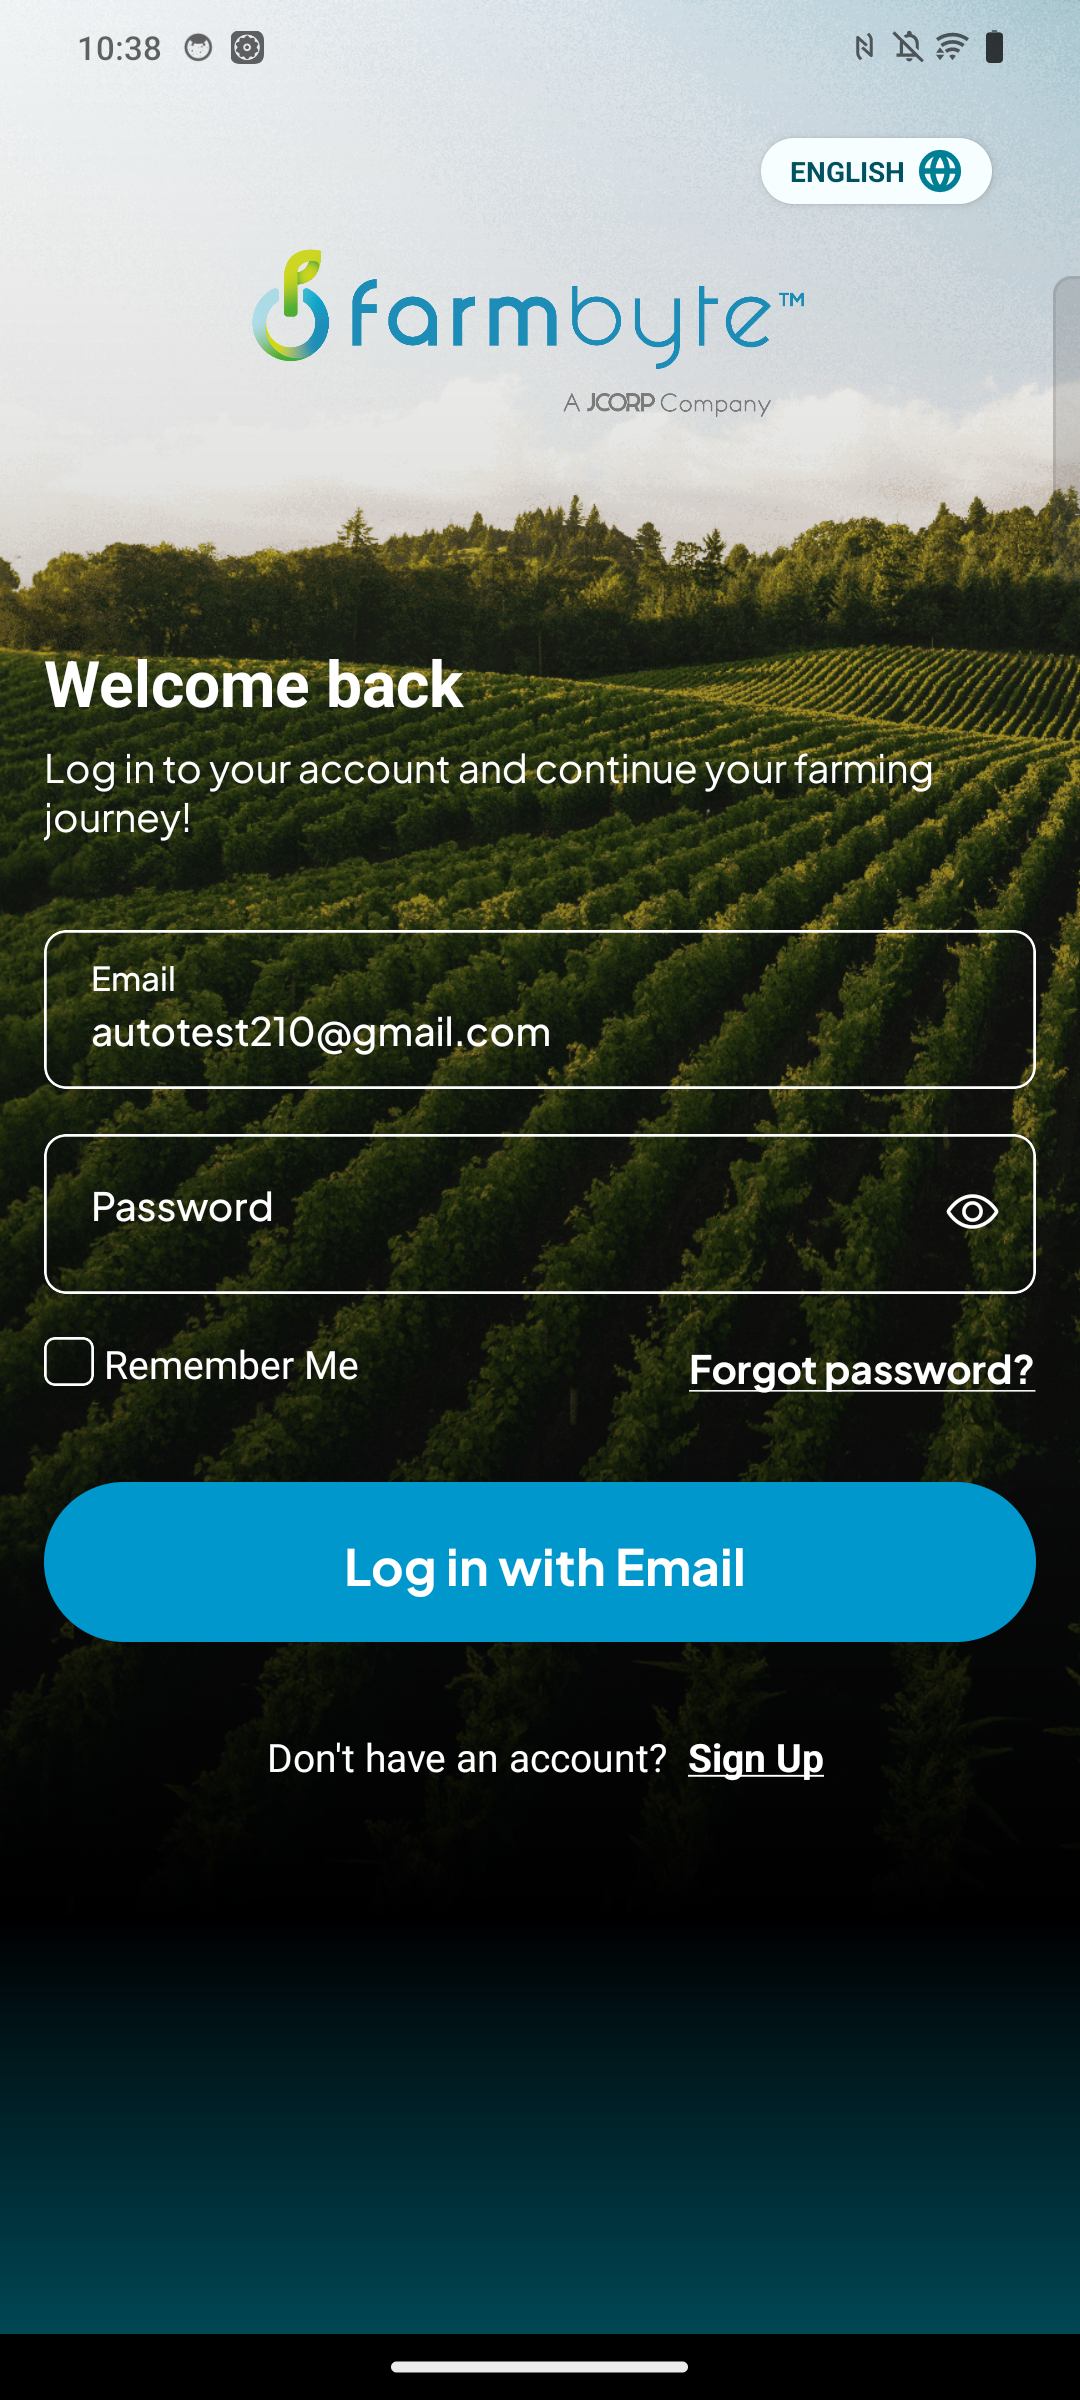 10:38
ENGLISH
farmbyte™
A JCORP Company
Welcome back
Log in to your account and continue your farming
journey!
Email
autotest210@gmail.com
Password
Remember Me
Forgot password?
Log in with Email
Don't have an account? Sign Up